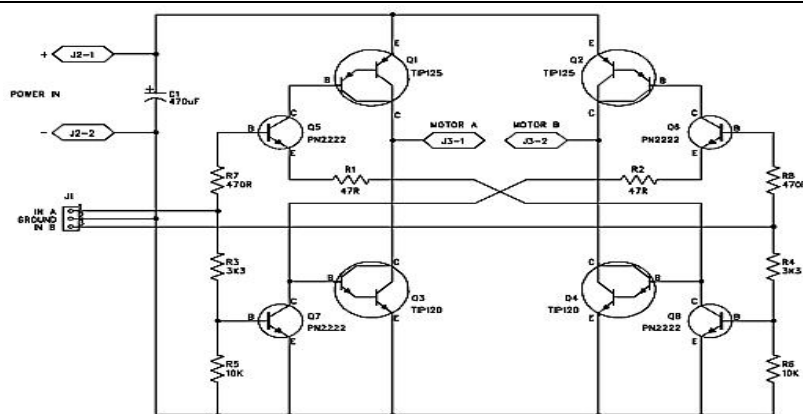 E
E
Q1
Q2
+
J2-1
TIP125
TIP125
B
B
POWER IN
+
C1
470uF
C
C
C
C
Q5
MOTOR A
MOTOR B
Q6
-
J2-2
B
PN2222
J3-1
J3-2
PN2222
B
E
E
R7
470R
R1
47R
R2
47R
R8
J1
IN A
GROUND
IN B
R3
3K3
R4
3K3
C
C
C
B
B
C
Q3
Q4
B
Q7
TIP120
TIP120
Q8
B
PN2222
E
E
PN2222
E
E
R5
10K
R6
10K